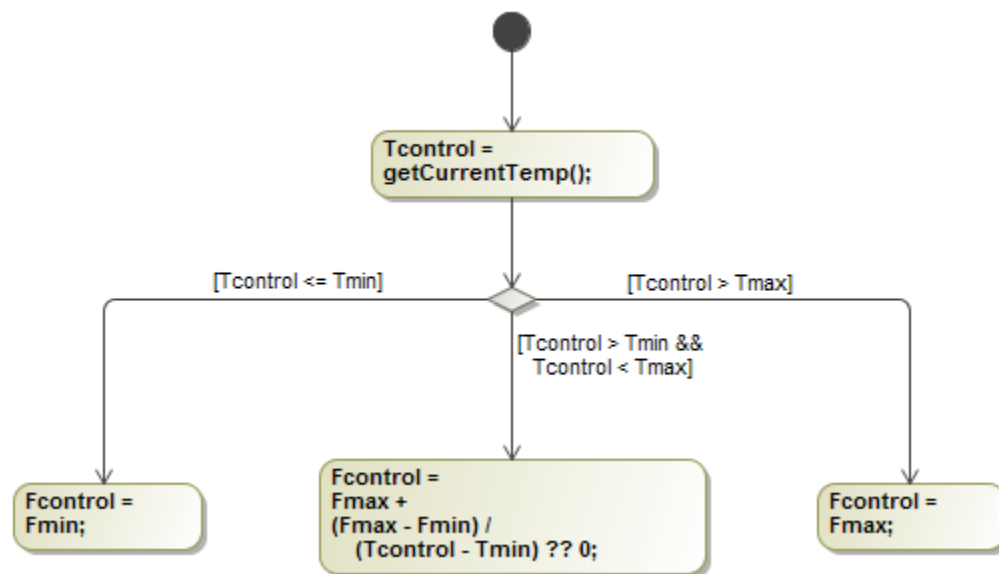 Tcontrol =
getCurrentTemp();
[Tcontrol <= Tmin]
[Tcontrol > Tmax]
[Tcontrol > Tmin &&
Tcontrol < Tmax]
Fcontrol =
Fmin;
Fcontrol =
Fmax +
(Fmax - Fmin) /
(Tcontrol - Tmin) ?? 0;
Fcontrol =
Fmax;